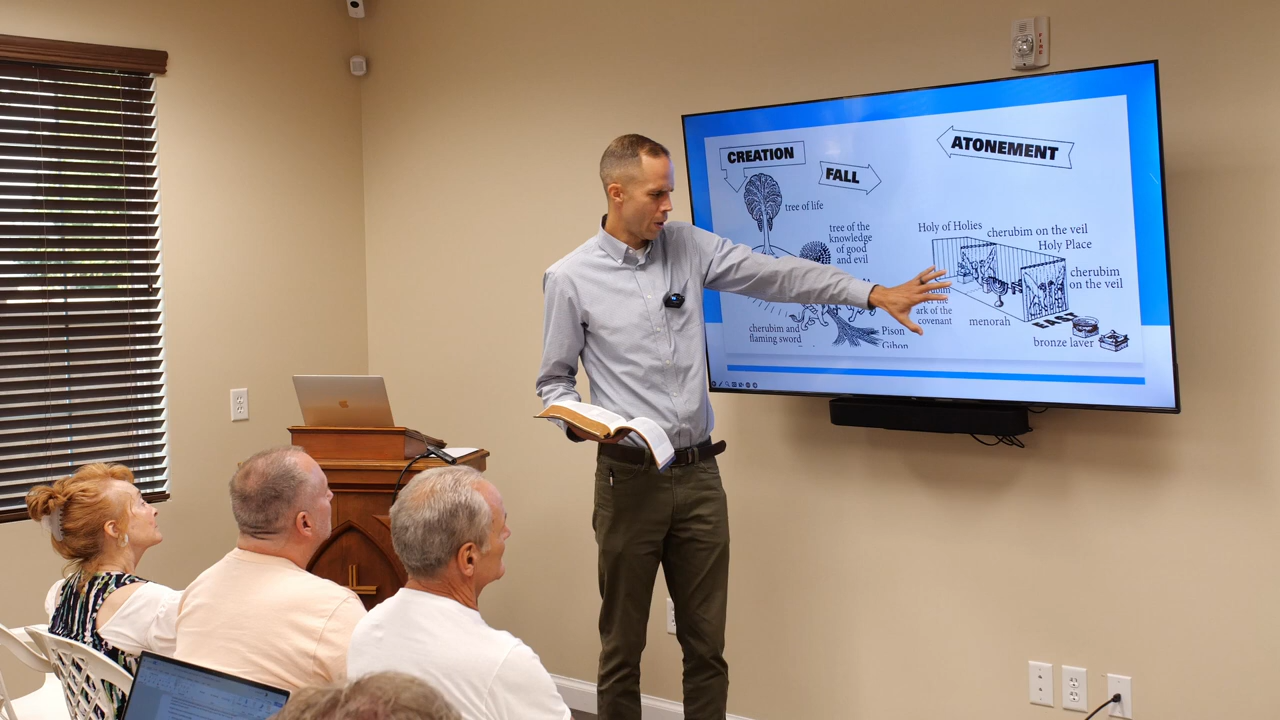 FIRE
CREATION
FALL
ATONEMENT
tree of life
tree of the
knowledge
of good
and evil
Holy of Holies
cherubim on the veil
Holy Place
cherubim
on the veil
ark of the
covenant
menorah
EAST
bronze laver
cherubim and
flaming sword
Pison
Gihon